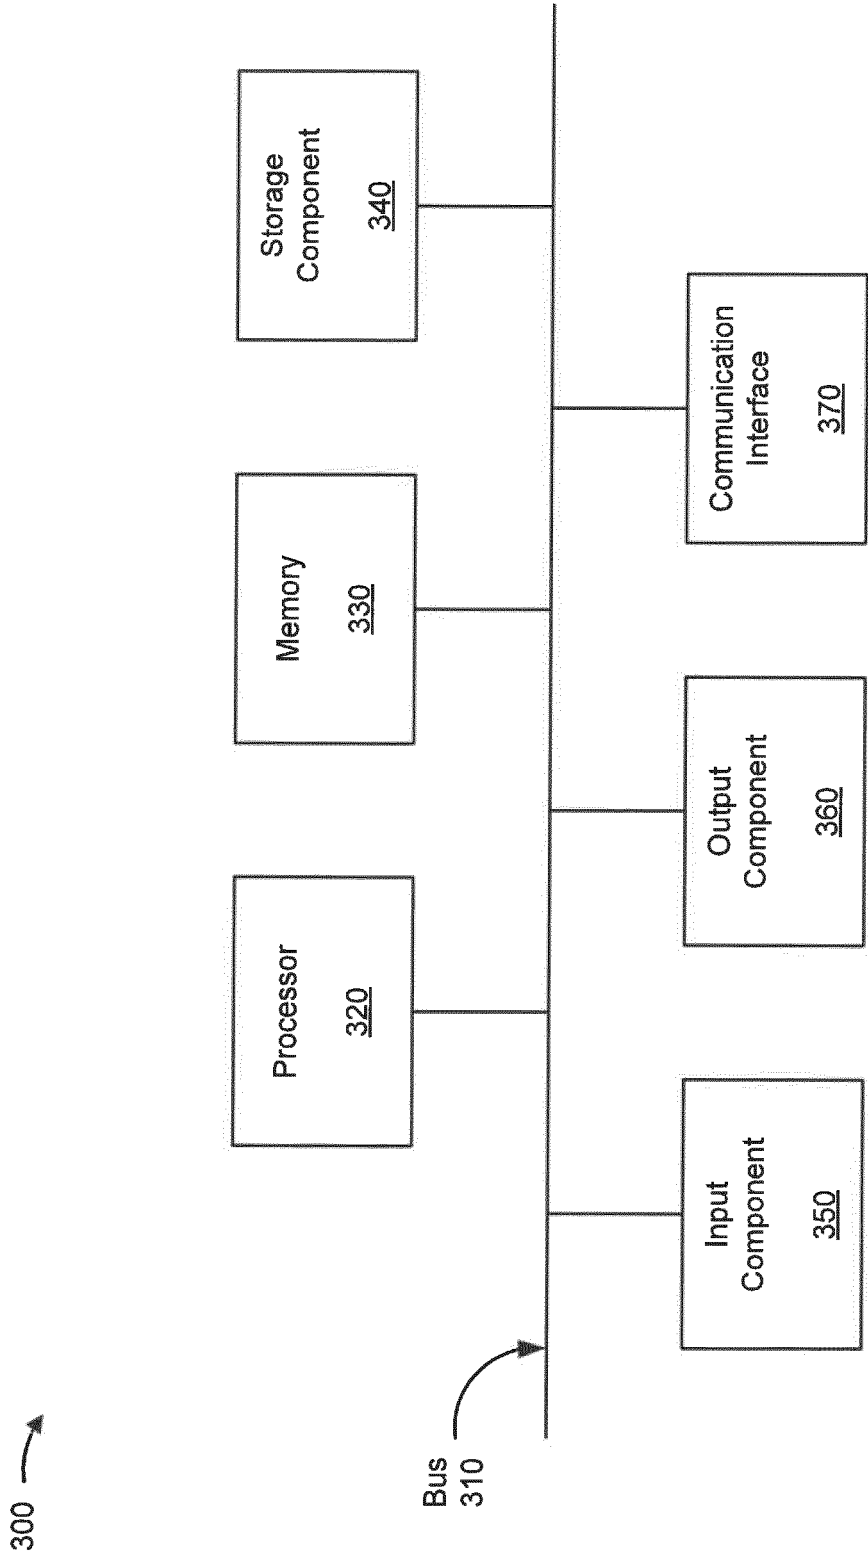 300
Bus
310
Processor
320
Memory
330
Storage
Component
340
Input
Component
350
Output
Component
360
Communication
Interface
370